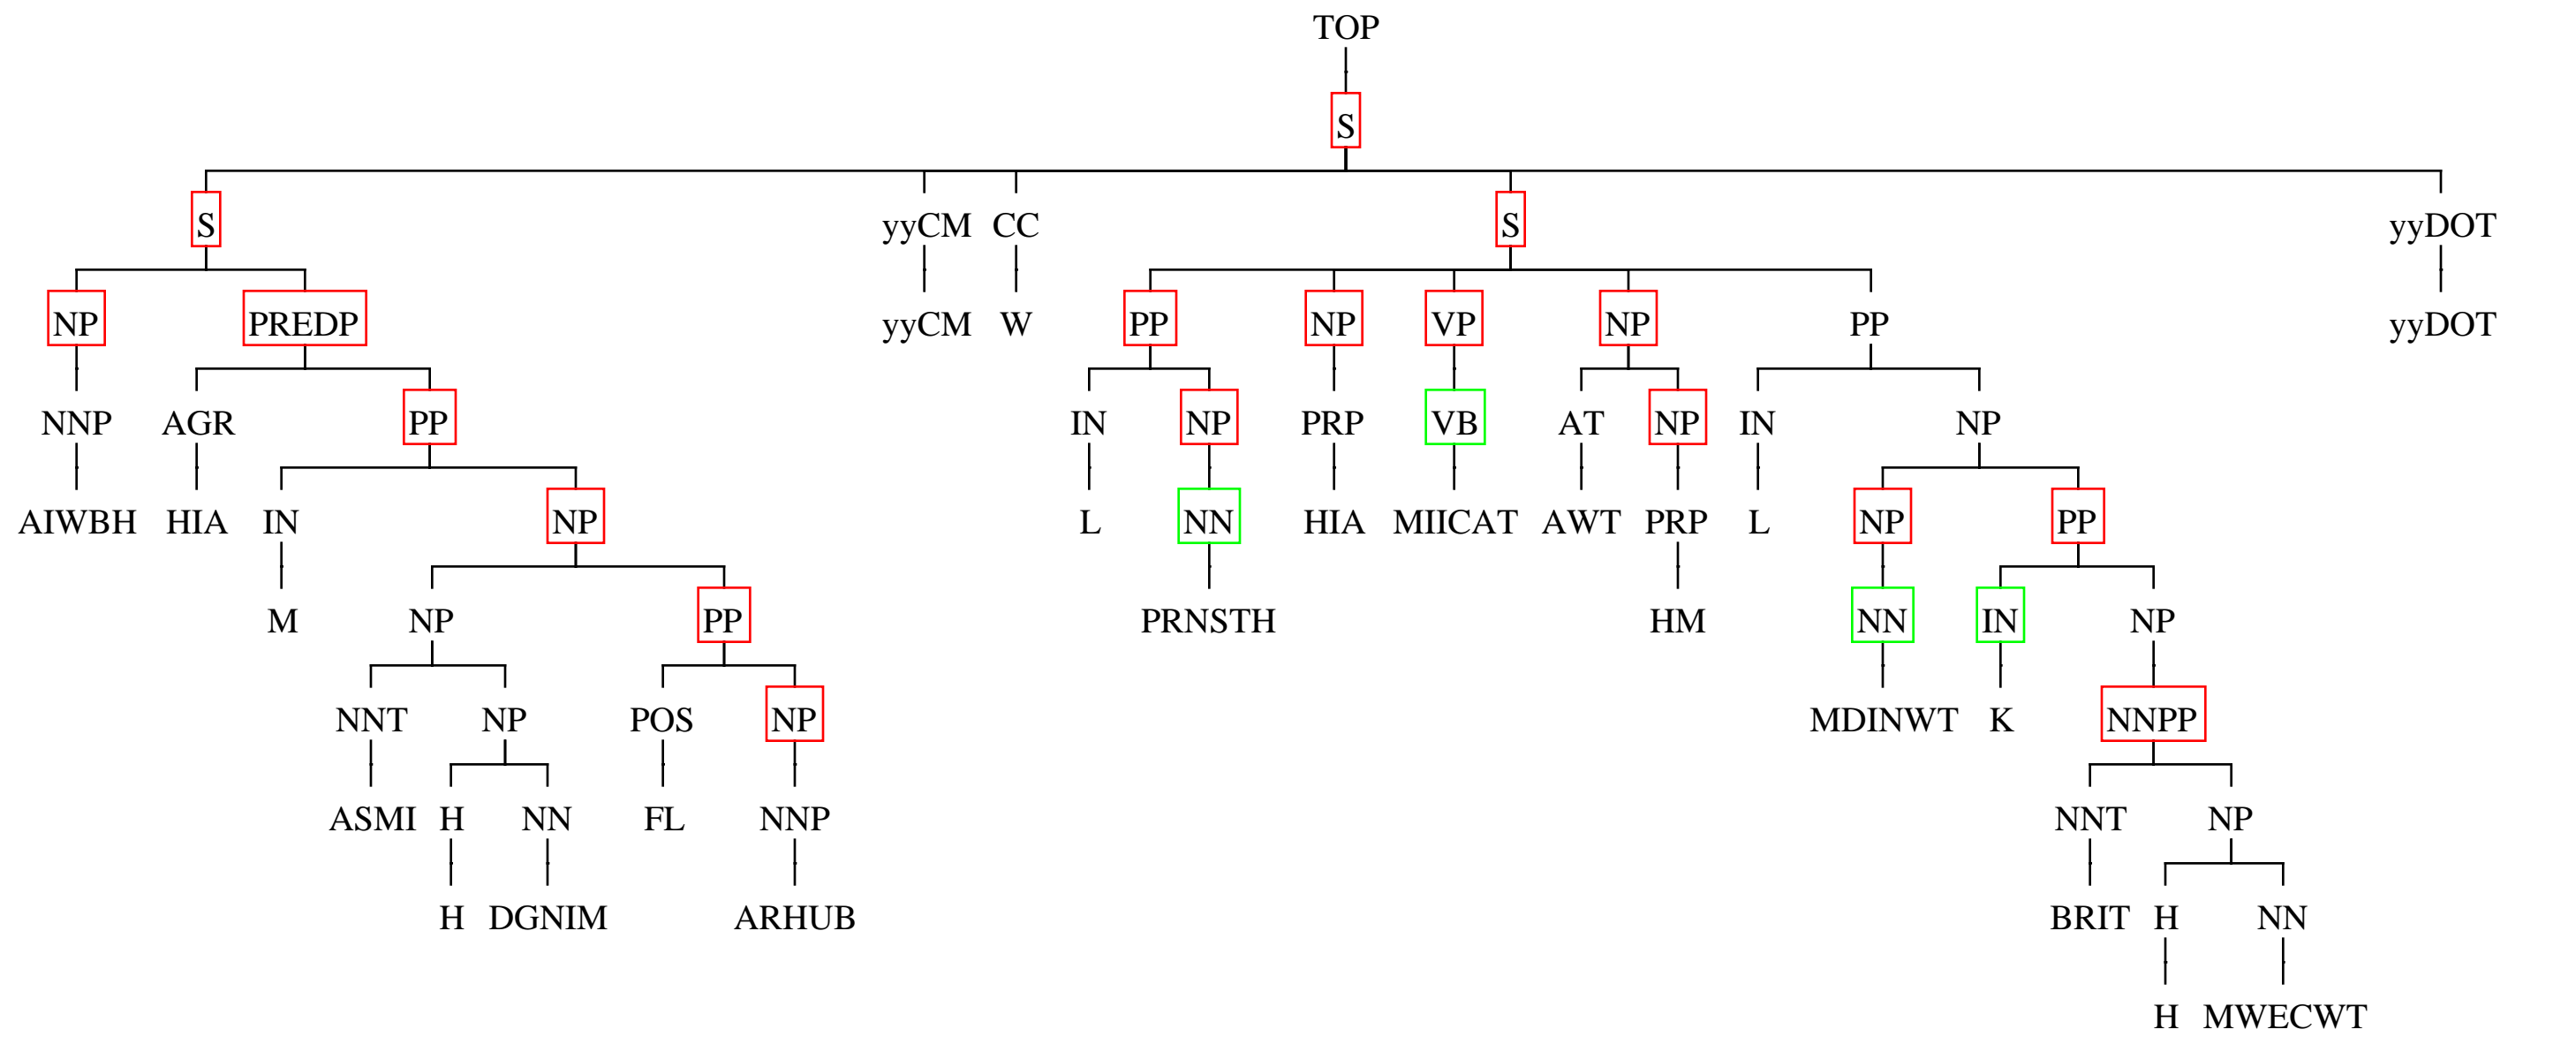 TOP
S
S yyCM CC S yyDOT
NP PREDP yyCM W PP NP VP NP PP yyDOT
NNP AGR PP IN NP PRP VB AT NP IN NP
AIWBH HIA IN NP L NN HIA MIICAT AWT PRP L NP PP
M NP PP PRNSTH HM NN IN NP
NNT NP POS NP MDINWT K NNPP
ASMI H NN FL NNP NNT NP
H DGNIM ARHUB BRIT H NN
H MWECWT